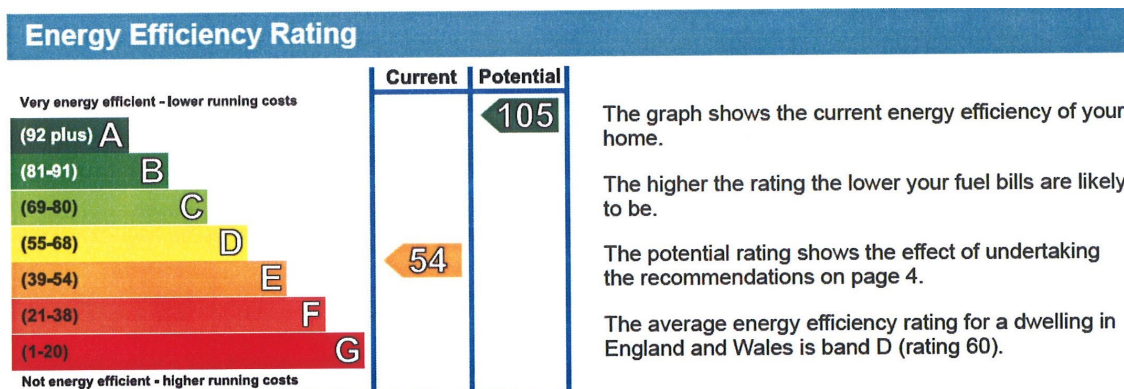 Energy Efficiency Rating
Current Potential
Very energy efficient - lower running costs
(92 plus) A
(81-91) B
(69-80) C
(55-68) D
(39-54) E
(21-38) F
(1-20) G
Not energy efficient - higher running costs
105
54
The graph shows the current energy efficiency of your
home.
The higher the rating the lower your fuel bills are likely
to be.
The potential rating shows the effect of undertaking
the recommendations on page 4.
The average energy efficiency rating for a dwelling in
England and Wales is band D (rating 60).